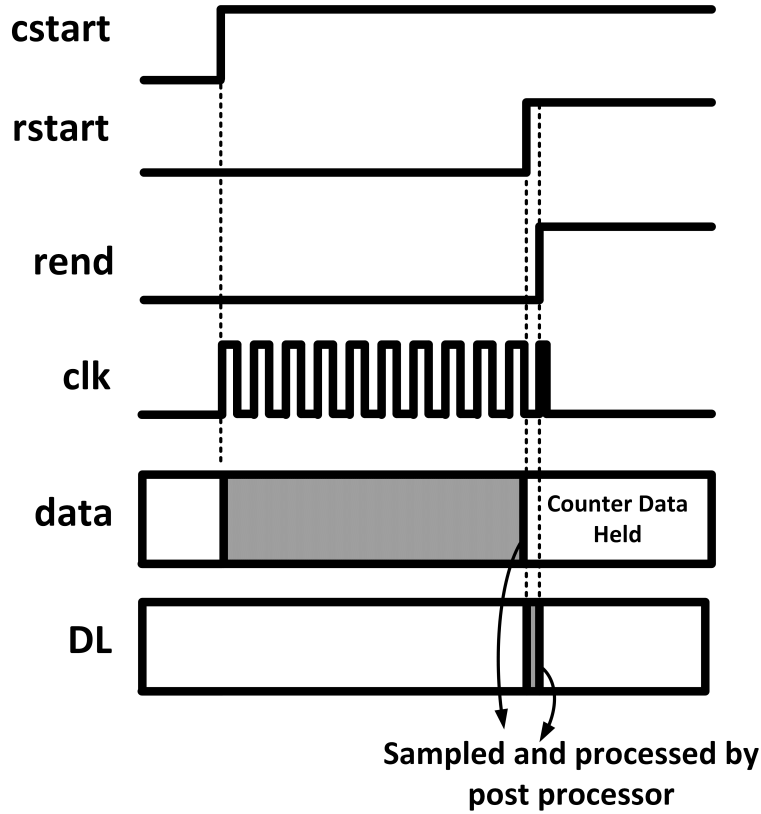 cstart
rstart
rend
clk
data
Counter Data
Held
DL
Sampled and processed by
post processor